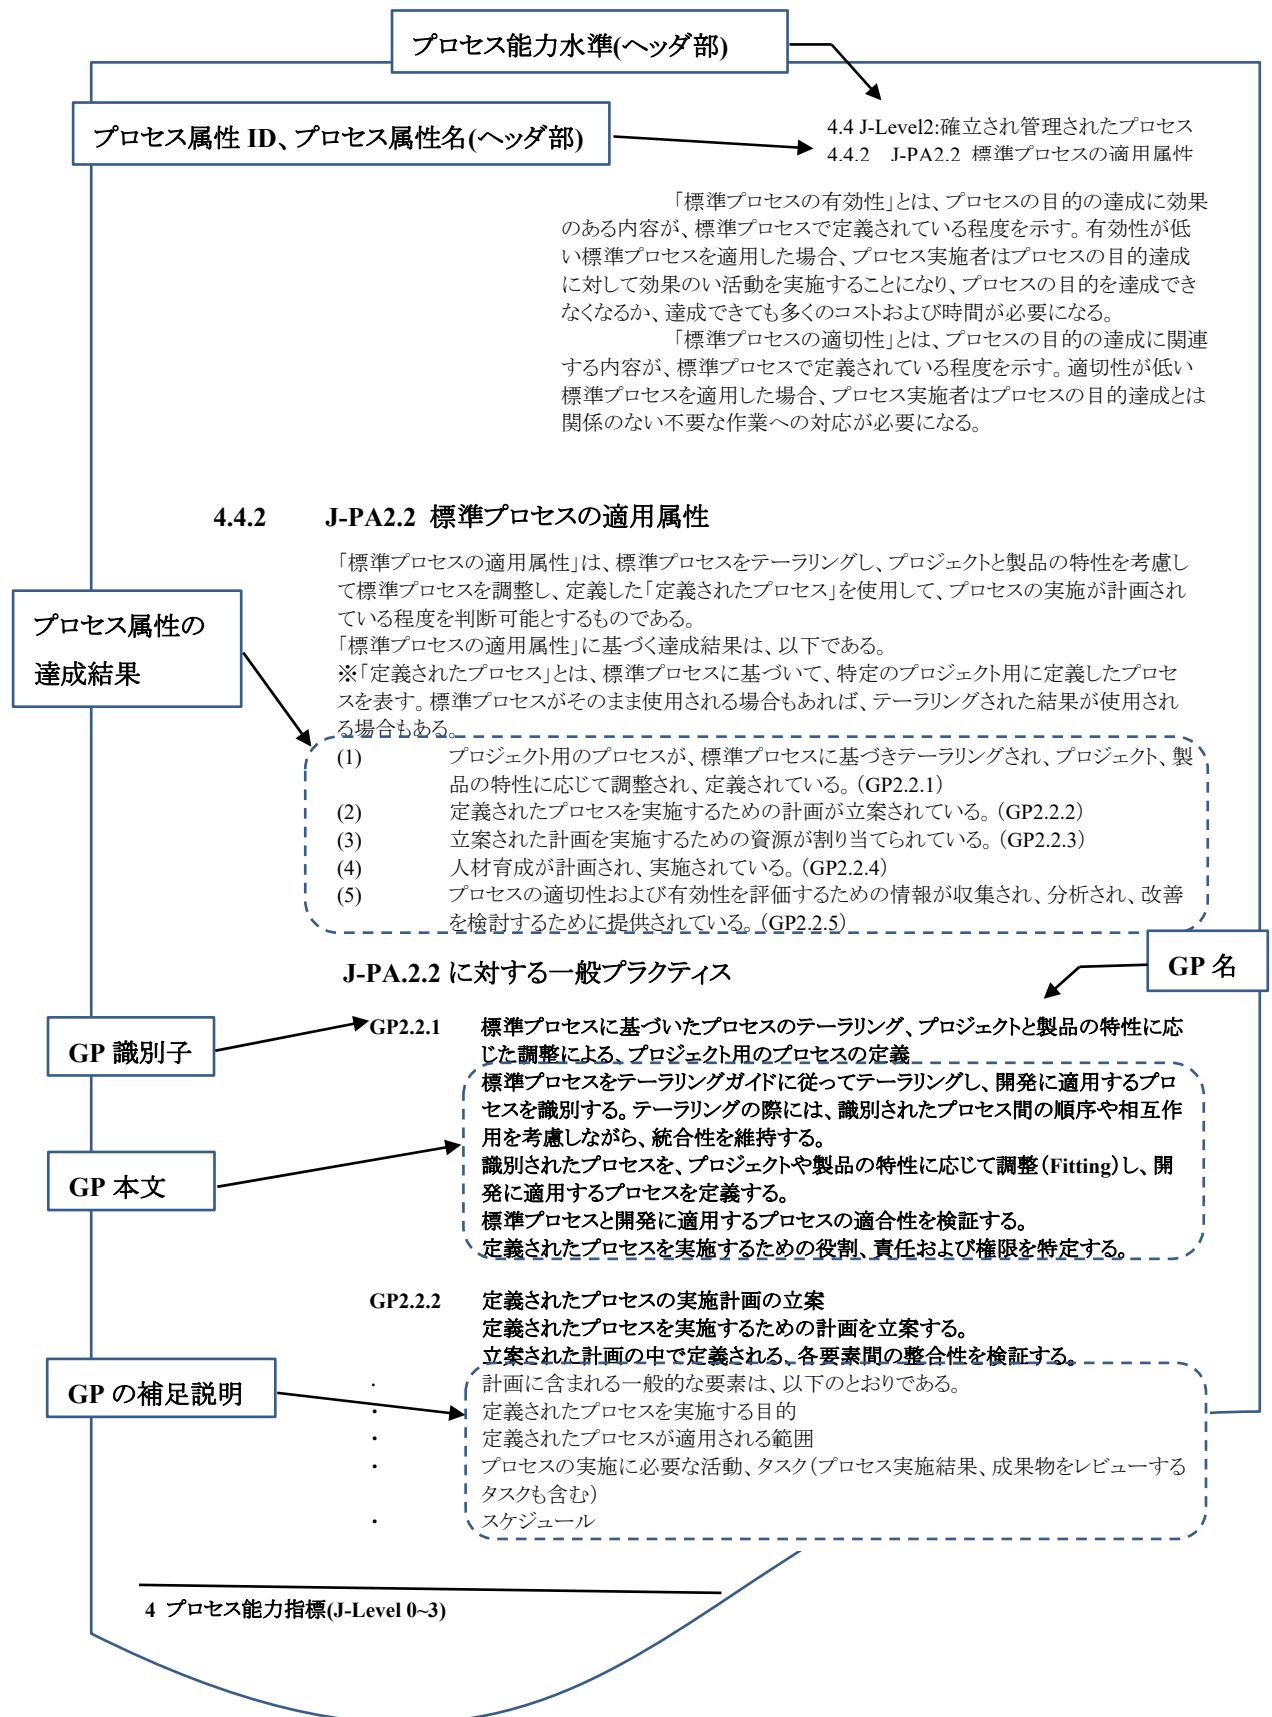 プロセス能力水準(ヘッダ部)
プロセス属性 ID、プロセス属性名(ヘッダ部)
4.4 J-Level2:確立され管理されたプロセス
4.4.2 J-PA2.2 標準プロセスの適用属性
「標準プロセスの有効性」とは、プロセスの目的の達成に効果
のある内容が、標準プロセスで定義されている程度を示す。有効性が低
い標準プロセスを適用した場合、プロセス実施者はプロセスの目的達成
に対して効果のい活動を実施することになり、プロセスの目的を達成でき
なくなるか、達成できても多くのコストおよび時間が必要になる。
「標準プロセスの適切性」とは、プロセスの目的の達成に関連
する内容が、標準プロセスで定義されている程度を示す。適切性が低い
標準プロセスを適用した場合、プロセス実施者はプロセスの目的達成とは
関係のない不要な作業への対応が必要になる。
4.4.2 J-PA2.2 標準プロセスの適用属性
「標準プロセスの適用属性」は、標準プロセスをテーラリングし、プロジェクトと製品の特性を考慮し
て標準プロセスを調整し、定義した「定義されたプロセス」を使用して、プロセスの実施が計画され
ている程度を判断可能とするものである。
「標準プロセスの適用属性」に基づく達成結果は、以下である。
※「定義されたプロセス」とは、標準プロセスに基づいて、特定のプロジェクト用に定義したプロセ
スを表す。標準プロセスがそのまま使用される場合もあれば、テーラリングされた結果が使用され
る場合もある。
プロセス属性の
達成結果
(1) プロジェクト用のプロセスが、標準プロセスに基づきテーラリングされ、プロジェクト、製
品の特性に応じて調整され、定義されている。(GP2.2.1)
(2) 定義されたプロセスを実施するための計画が立案されている。(GP2.2.2)
(3) 立案された計画を実施するための資源が割り当てられている。(GP2.2.3)
(4) 人材育成が計画され、実施されている。(GP2.2.4)
(5) プロセスの適切性および有効性を評価するための情報が収集され、分析され、改善
を検討するために提供されている。(GP2.2.5)
J-PA.2.2 に対する一般プラクティス
GP 名
GP 識別子
GP2.2.1 標準プロセスに基づいたプロセスのテーラリング、プロジェクトと製品の特性に応
じた調整による、プロジェクト用のプロセスの定義
標準プロセスをテーラリングガイドに従ってテーラリングし、開発に適用するプロ
セスを識別する。テーラリングの際には、識別されたプロセス間の順序や相互作
用を考慮しながら、統合性を維持する。
識別されたプロセスを、プロジェクトや製品の特性に応じて調整(Fitting)し、開
発に適用するプロセスを定義する。
標準プロセスと開発に適用するプロセスの適合性を検証する。
定義されたプロセスを実施するための役割、責任および権限を特定する。
GP 本文
GP2.2.2 定義されたプロセスの実施計画の立案
定義されたプロセスを実施するための計画を立案する。
立案された計画の中で定義される、各要素間の整合性を検証する。
GP の補足説明
・ 計画に含まれる一般的な要素は、以下のとおりである。
・ 定義されたプロセスを実施する目的
・ 定義されたプロセスが適用される範囲
・ プロセスの実施に必要な活動、タスク(プロセス実施結果、成果物をレビューする
タスクも含む)
・ スケジュール
4 プロセス能力指標(J-Level 0~3)